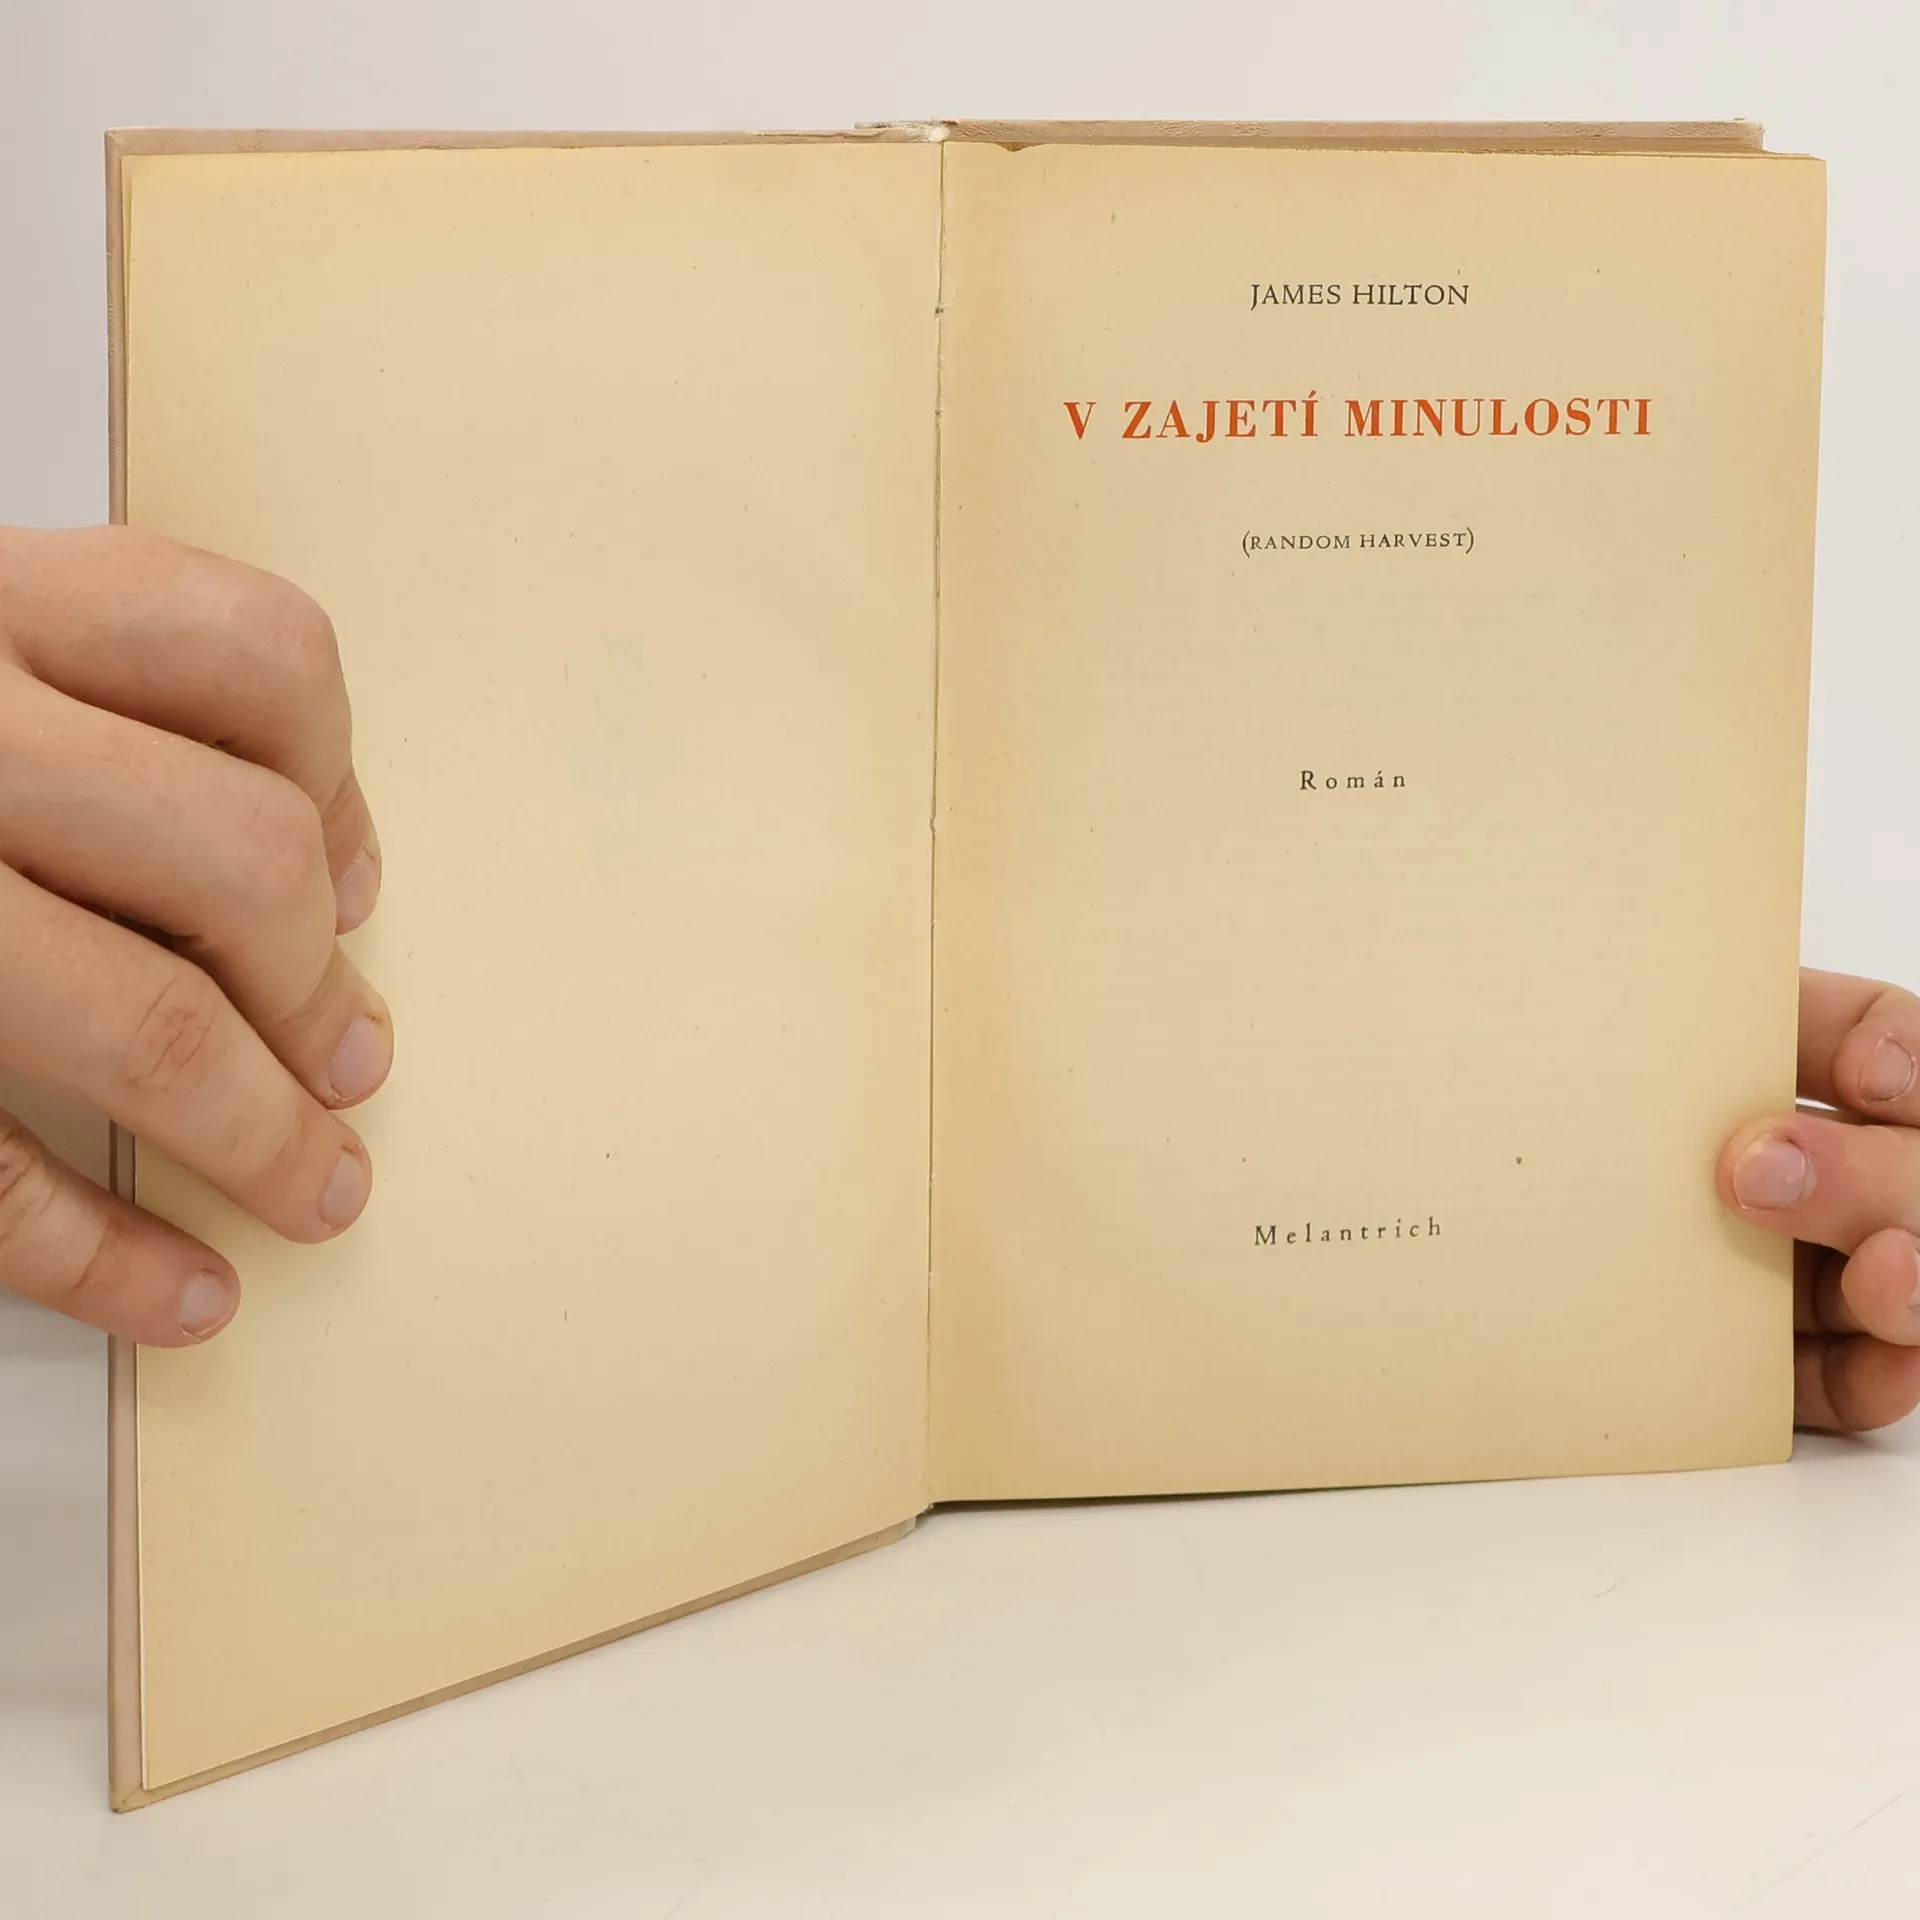 JAMES HILTON
V ZAJETÍ MINULOSTI
(RANDOM HARVEST)
Román
Melantrich